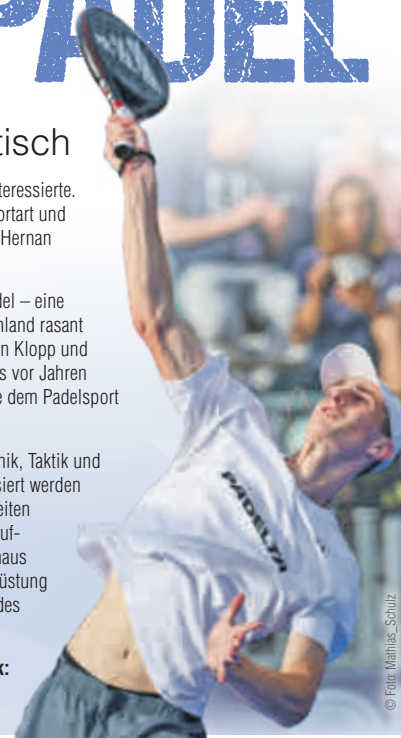 PADEL
tisch
teressierte.
ortart und
Hernan
del – eine
hland rasant
n Klopp und
s vor Jahren
e dem Padelsport
nik, Taktik und
siert werden
eiten
uf-
haus
üstung
des
k:
PADELTA
© Foto: Mathias_Schulz